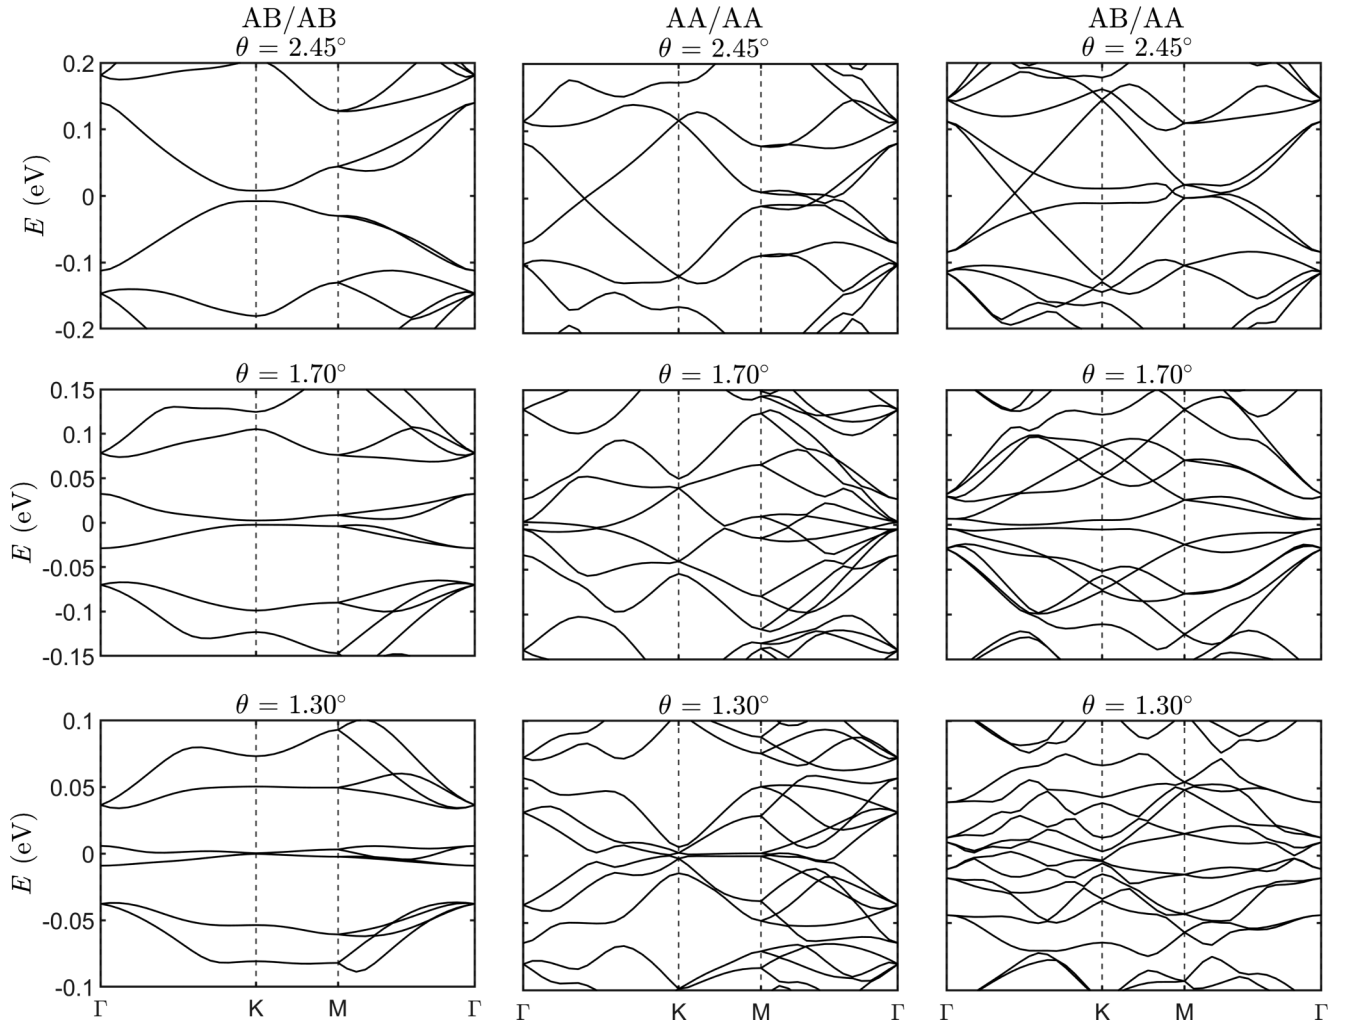 AB/AB
θ = 2.45°
AA/AA
θ = 2.45°
AB/AA
θ = 2.45°
0.2
0.1
0
-0.1
-0.2
E (eV)
θ = 1.70°
θ = 1.70°
θ = 1.70°
0.15
0.1
0.05
0
-0.05
-0.1
-0.15
E (eV)
θ = 1.30°
θ = 1.30°
θ = 1.30°
0.1
0.05
0
-0.05
-0.1
E (eV)
Γ K M Γ
Γ K M Γ
Γ K M Γ